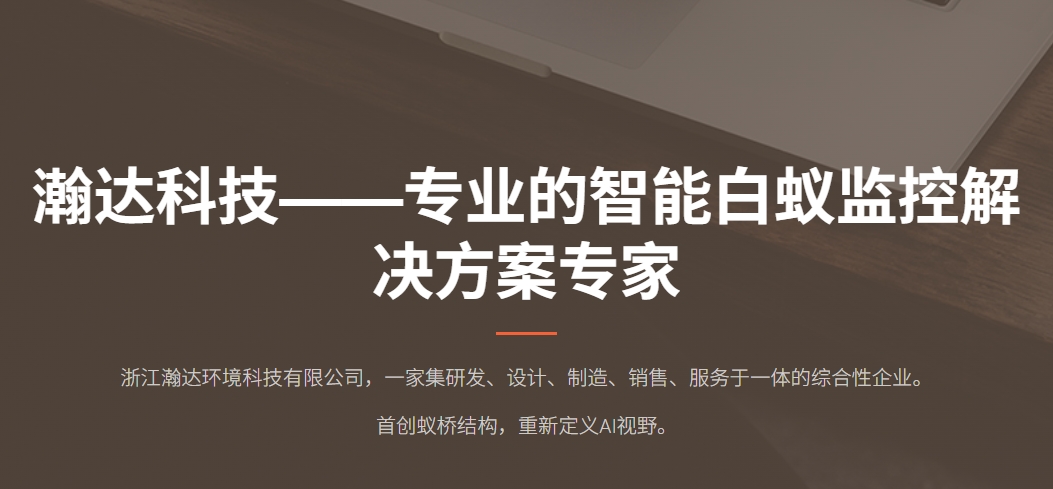 瀚达科技——专业的智能白蚁监控解
决方案专家
浙江瀚达环境科技有限公司，一家集研发、设计、制造、销售、服务于一体的综合性企业。
首创蚁桥结构，重新定义AI视野。